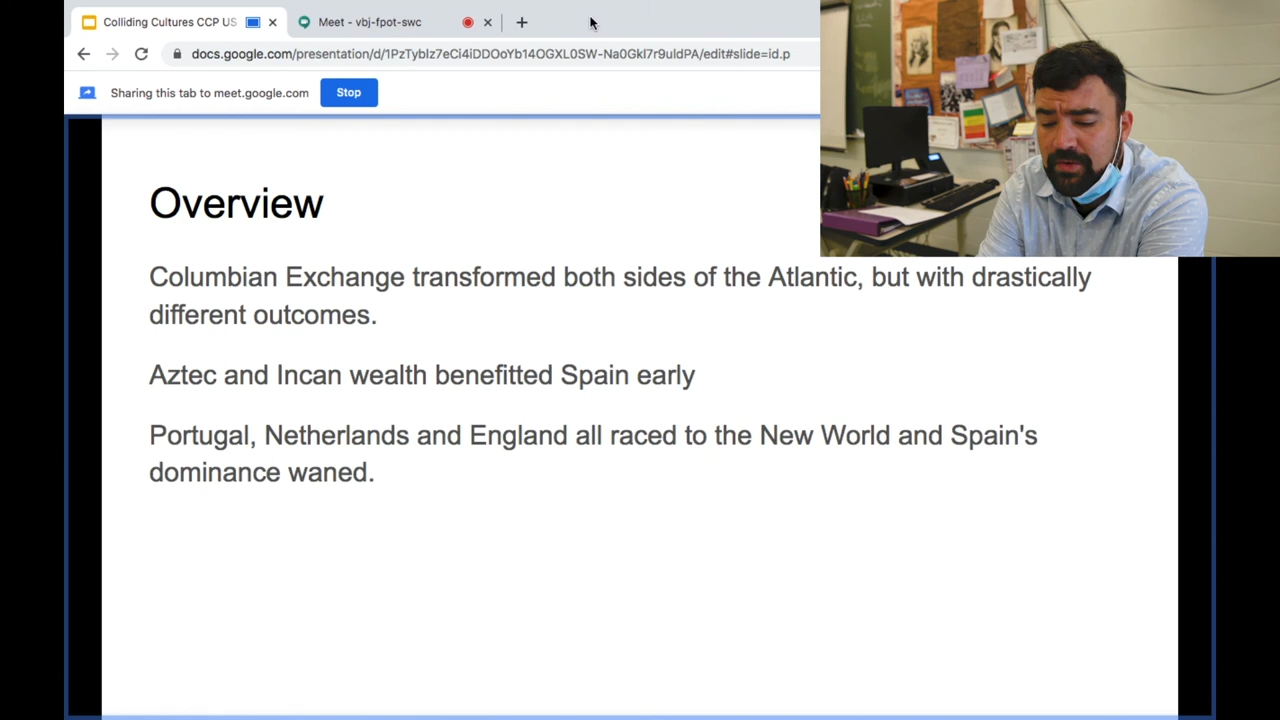 Colliding Cultures CCP US
Meet - vbj-fpot-swc
docs.google.com/presentation/d/1PzTybIz7eCi4iDDOoYb14OGXL0SW-Na0GkI7r9uIdPA/edit#slide=id.p
Sharing this tab to meet.google.com
Stop
Overview
Columbian Exchange transformed both sides of the Atlantic, but with drastically
different outcomes.
Aztec and Incan wealth benefitted Spain early
Portugal, Netherlands and England all raced to the New World and Spain's
dominance waned.